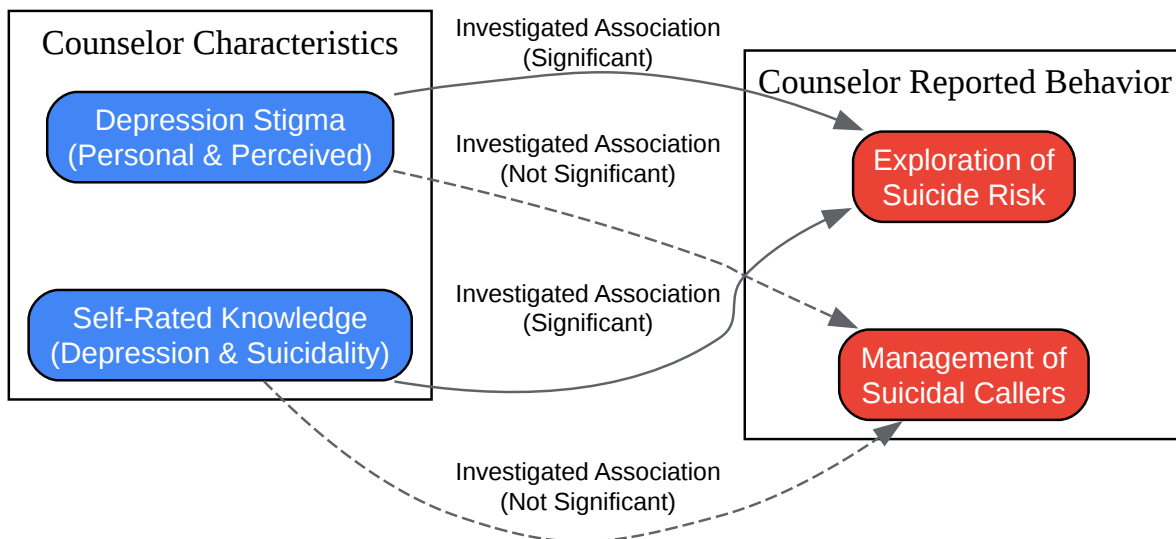 Counselor Characteristics
Depression Stigma
(Personal & Perceived)
Self-Rated Knowledge
(Depression & Suicidality)
Investigated Association
(Significant)
Investigated Association
(Not Significant)
Investigated Association
(Significant)
Investigated Association
(Not Significant)
Counselor Reported Behavior
Exploration of
Suicide Risk
Management of
Suicidal Callers